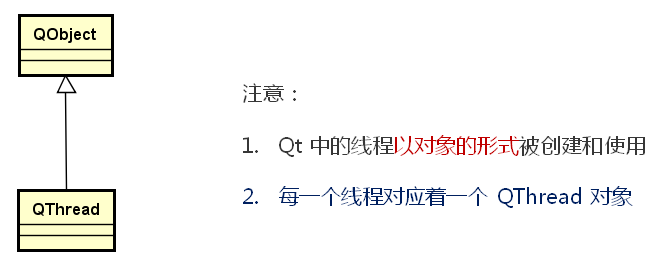 QObject
QThread
注意：
1. Qt 中的线程以对象的形式被创建和使用
2. 每一个线程对应着一个 QThread 对象